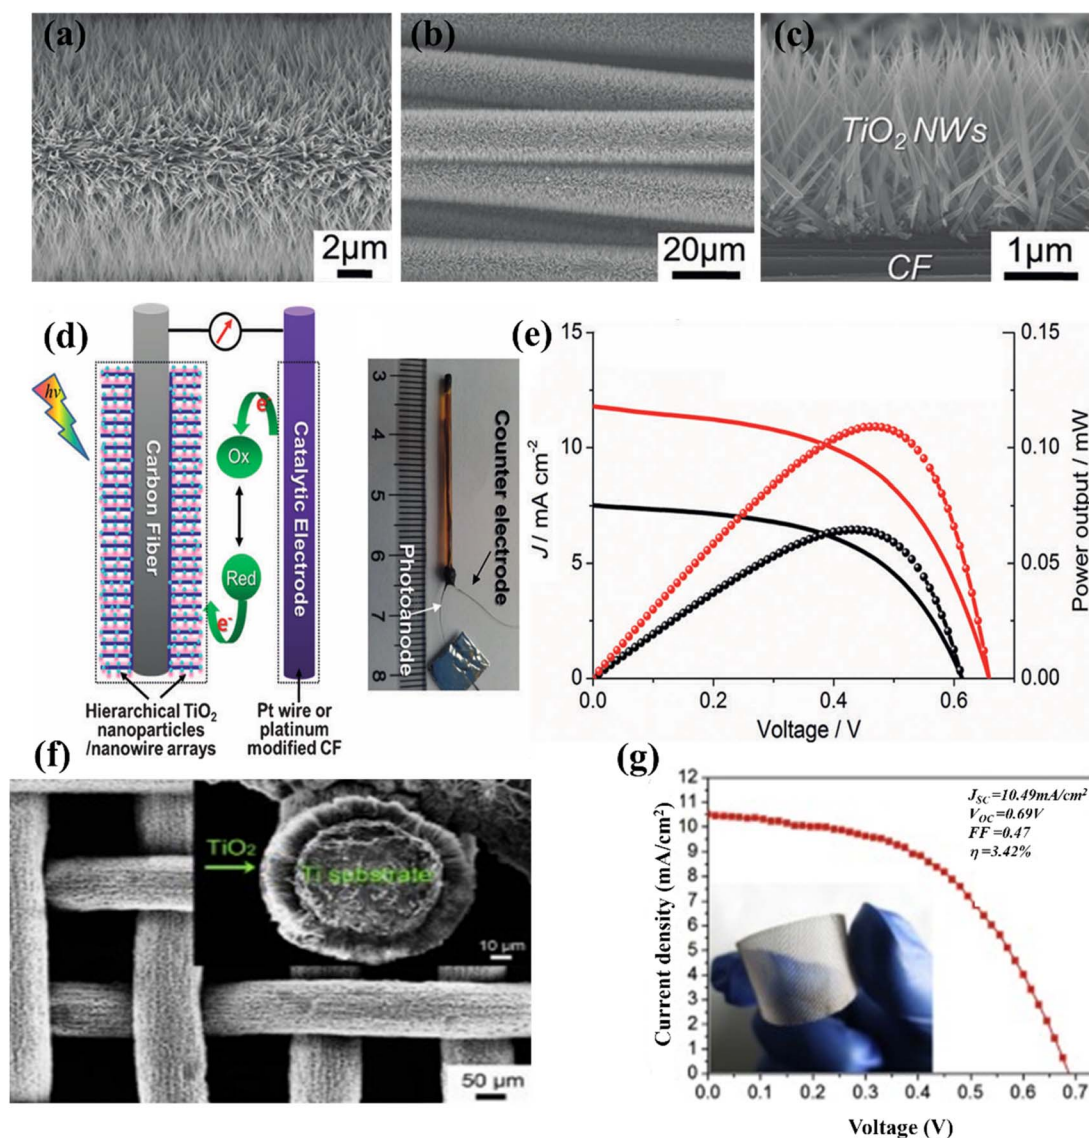 (a)
2μm
(b)
20μm
(c)
TiO2 NWs
CF
1μm
(d)
hν
Carbon Fiber
e-
Ox
Red
e-
Catalytic Electrode
Hierarchical TiO2
nanoparticles
/nanowire arrays
Pt wire or
platinum
modified CF
3
4
5
6
7
8
Photoanode
Counter electrode
(e)
15
10
5
0
J / mA cm-2
0.0
0.2
0.4
0.6
Voltage / V
0.15
0.10
0.05
0.00
Power output / mW
(f)
TiO2
Ti substrate
10 μm
50 μm
(g)
12
11
10
9
8
7
6
5
4
3
2
1
0
Current density (mA/cm2)
JSC=10.49mA/cm2
VOC=0.69V
FF =0.47
η =3.42%
0.0
0.1
0.2
0.3
0.4
0.5
0.6
0.7
Voltage (V)